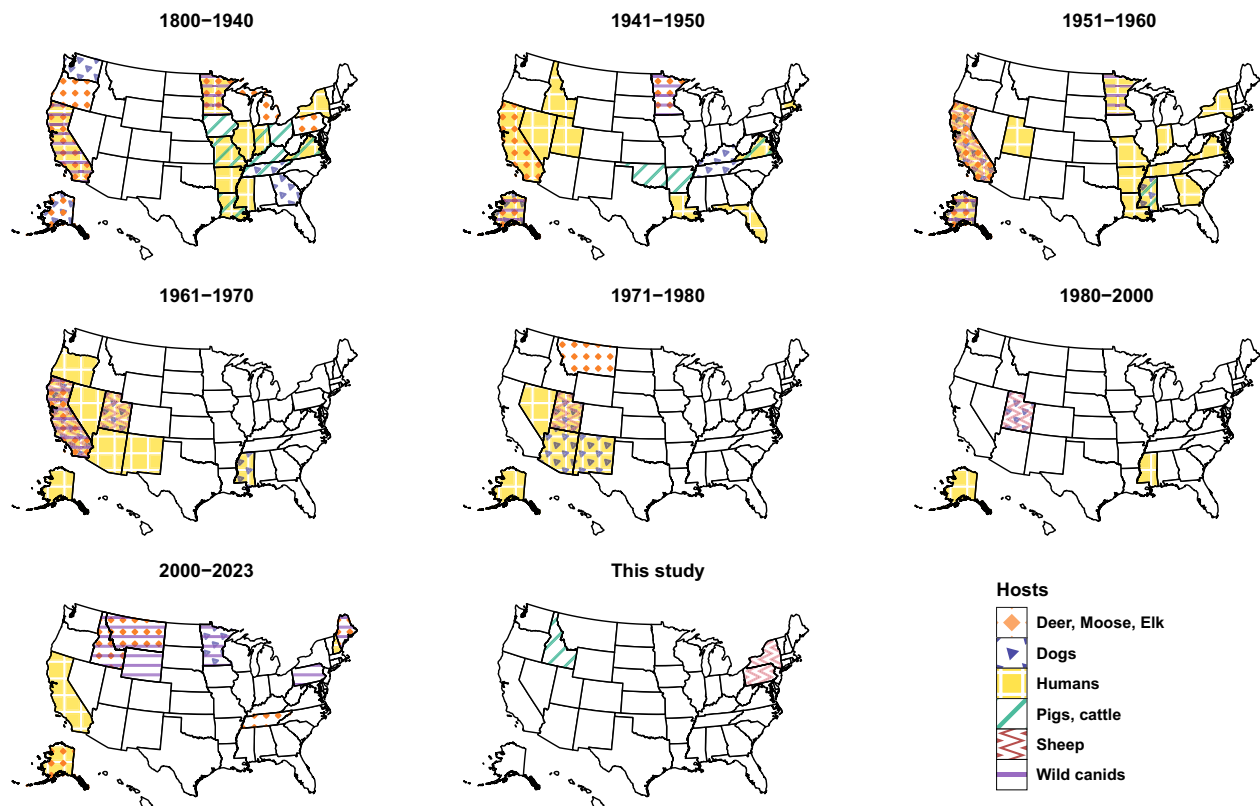 1800−1940
1941−1950
1951−1960
1961−1970
1971−1980
1980−2000
2000−2023
This study
Hosts
Deer, Moose, Elk
Dogs
Humans
Pigs, cattle
Sheep
Wild canids